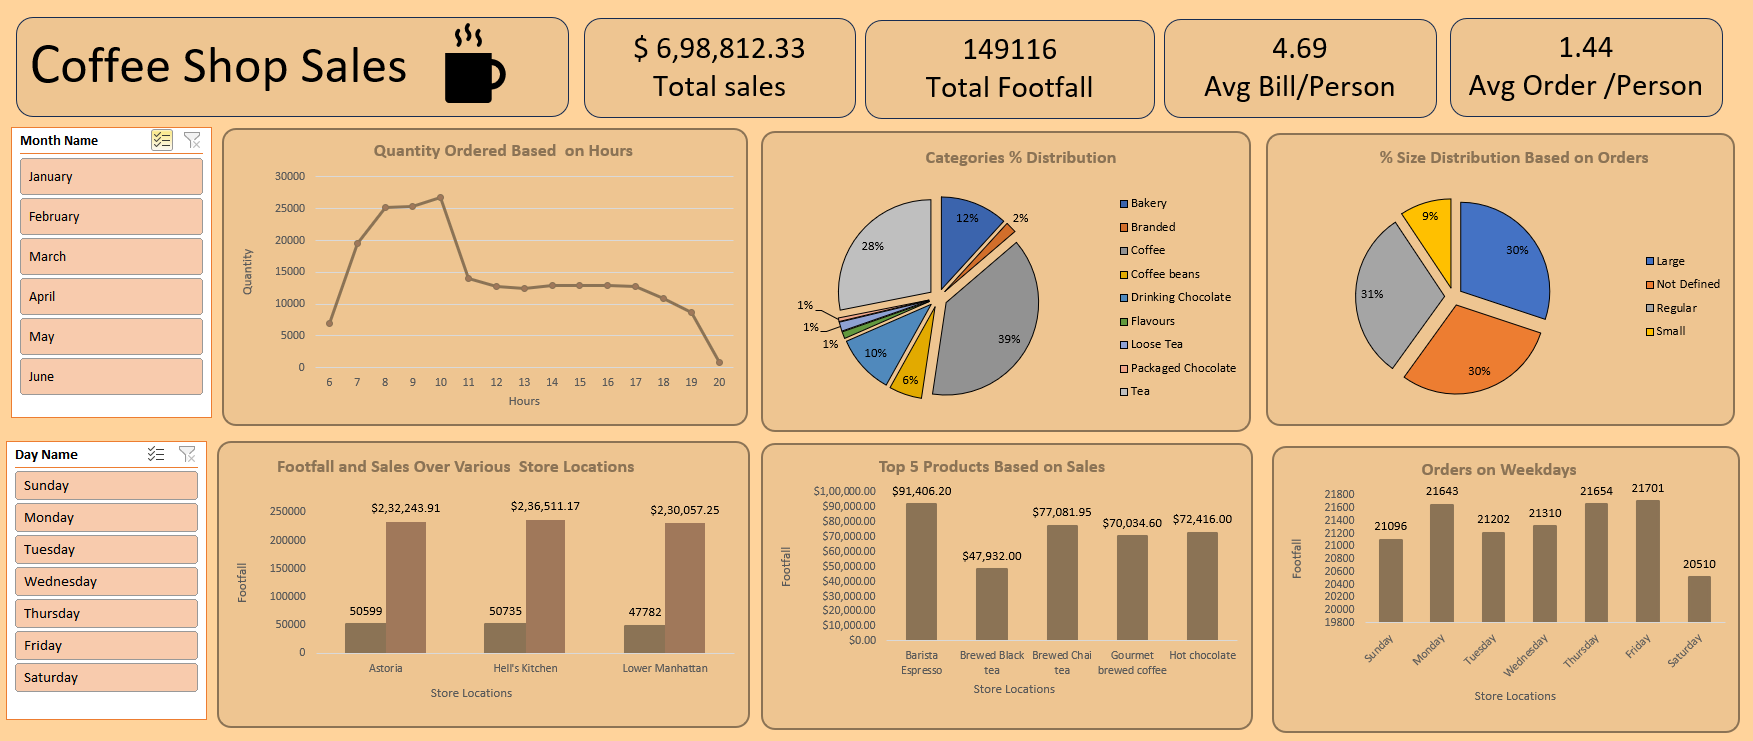 Coffee Shop Sales
$ 6,98,812.33
Total sales
149116
Total Footfall
4.69
Avg Bill/Person
1.44
Avg Order /Person
Month Name
January
February
March
April
May
June
Quantity Ordered Based  on Hours
30000
25000
20000
15000
10000
5000
0
Quantity
6 7 8 9 10 11 12 13 14 15 16 17 18 19 20
Hours
Categories % Distribution
12%
2%
39%
6%
10%
1%
1%
1%
28%
Bakery
Branded
Coffee
Coffee beans
Drinking Chocolate
Flavours
Loose Tea
Packaged Chocolate
Tea
% Size Distribution Based on Orders
30%
30%
31%
9%
Large
Not Defined
Regular
Small
Day Name
Sunday
Monday
Tuesday
Wednesday
Thursday
Friday
Saturday
Footfall and Sales Over Various  Store Locations
250000
200000
150000
100000
50000
0
Footfall
$2,32,243.91
$2,36,511.17
$2,30,057.25
50599
50735
47782
Astoria
Hell's Kitchen
Lower Manhattan
Store Locations
Top 5 Products Based on Sales
$1,00,000.00
$90,000.00
$80,000.00
$70,000.00
$60,000.00
$50,000.00
$40,000.00
$30,000.00
$20,000.00
$10,000.00
$0.00
Footfall
$91,406.20
$47,932.00
$77,081.95
$70,034.60
$72,416.00
Barista
Espresso
Brewed Black
tea
Brewed Chai
tea
Gourmet
brewed coffee
Hot chocolate
Store Locations
Orders on Weekdays
21800
21600
21400
21200
21000
20800
20600
20400
20200
20000
19800
Footfall
21096
21643
21202
21310
21654
21701
20510
Sunday
Monday
Tuesday
Wednesday
Thursday
Friday
Saturday
Store Locations